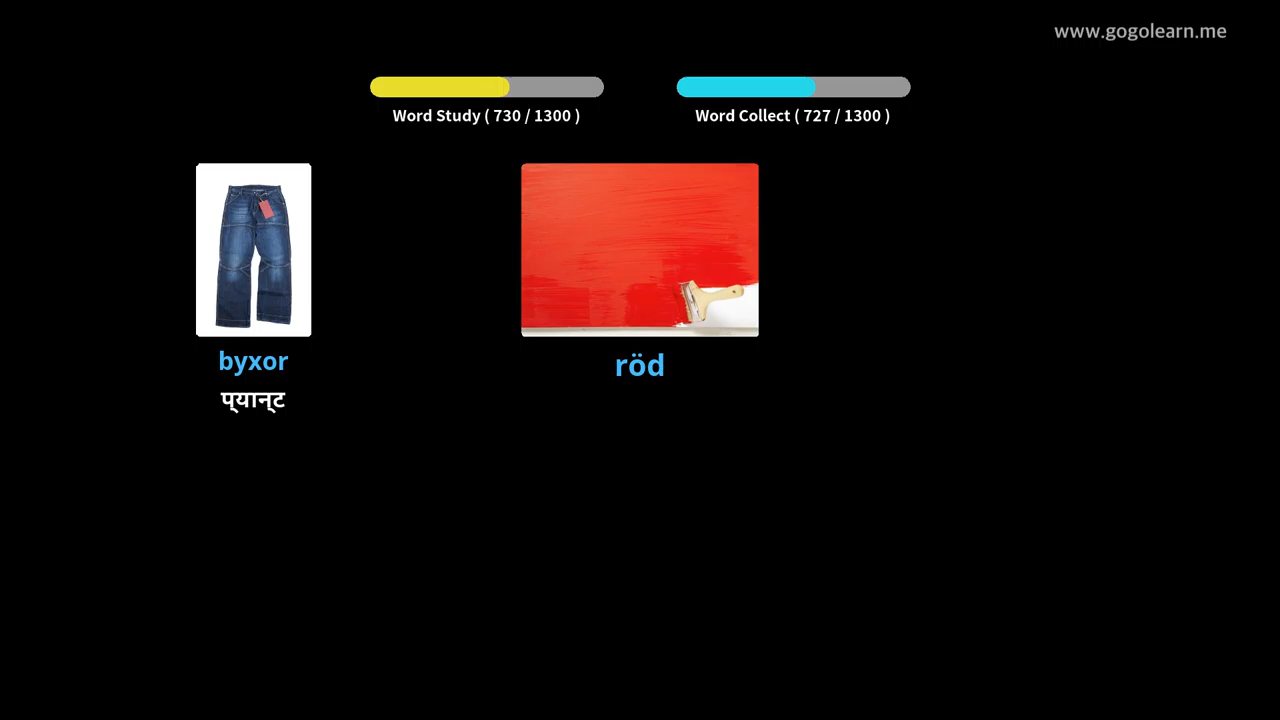 www.gogolearn.me
Word Study ( 730 / 1300 )
Word Collect ( 727 / 1300 )
byxor
प्यान्ट
röd